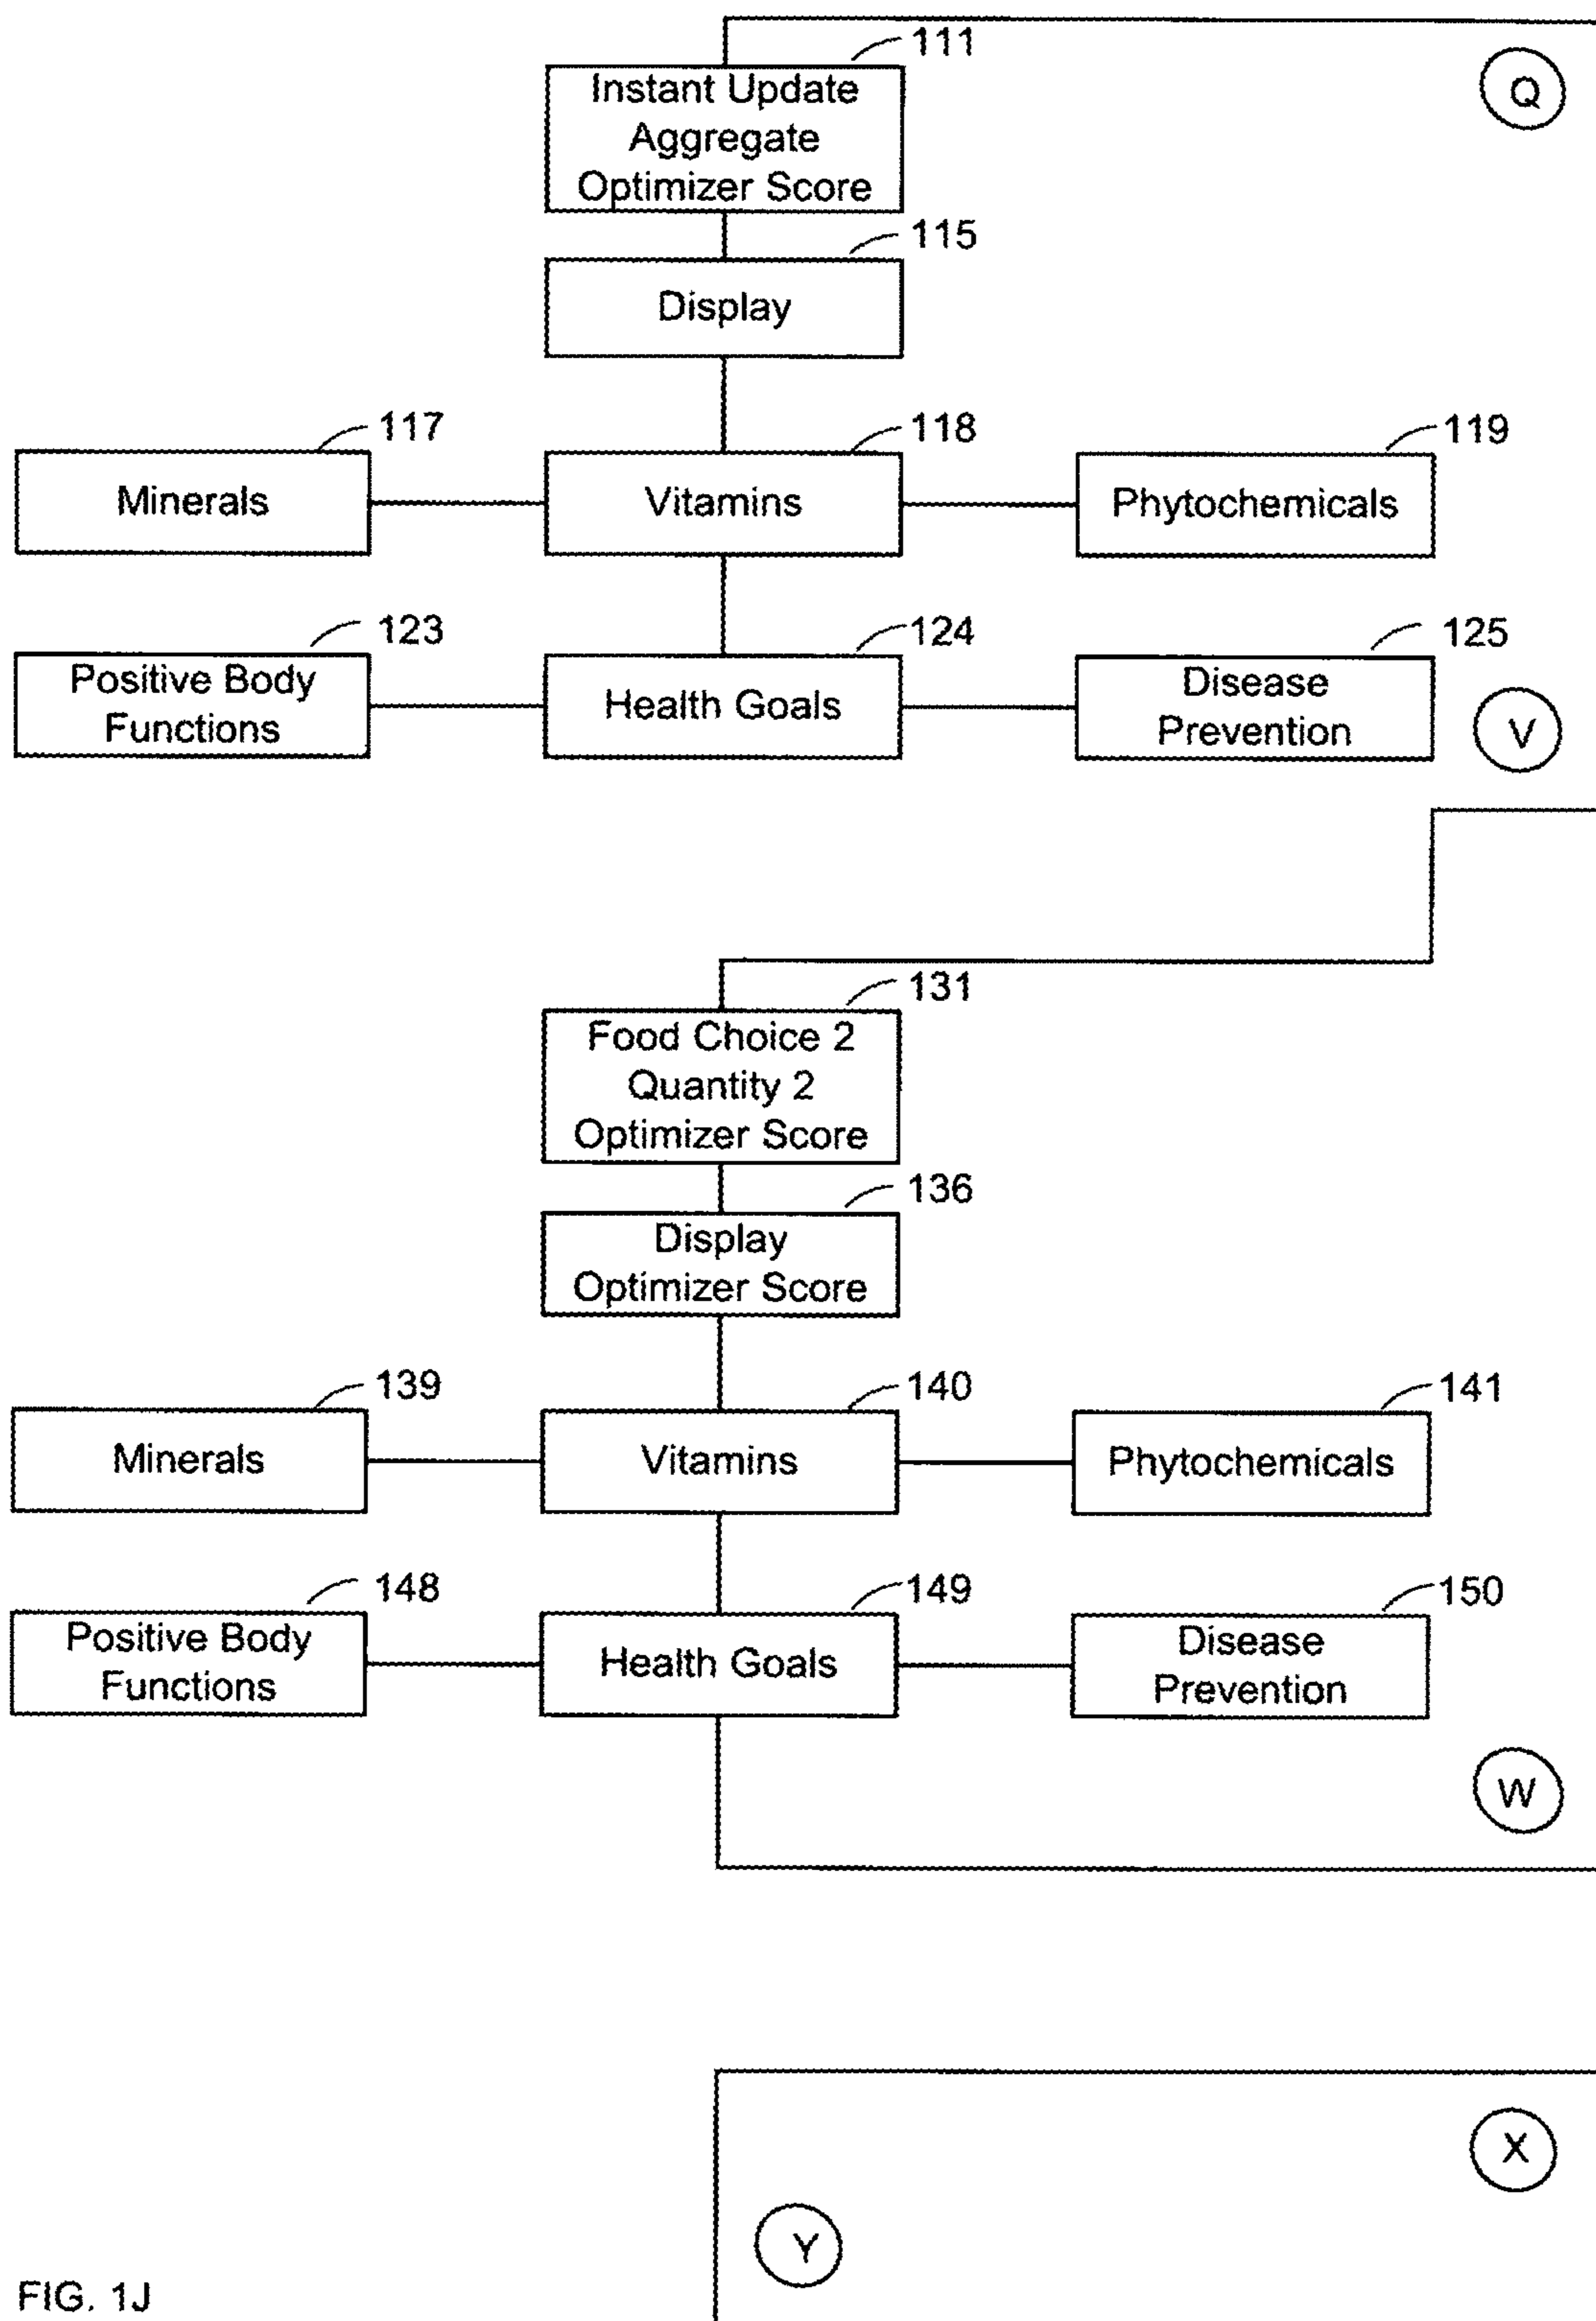 111
Q
Instant Update
Aggregate
Optimizer Score
115
Display
117
118
119
Minerals
Vitamins
Phytochemicals
123
124
125
Positive Body
Functions
Health Goals
Disease
Prevention
V
131
Food Choice 2
Quantity 2
Optimizer Score
136
Display
Optimizer Score
139
140
141
Minerals
Vitamins
Phytochemicals
148
149
150
Positive Body
Functions
Health Goals
Disease
Prevention
W
X
Y
FIG. 1J